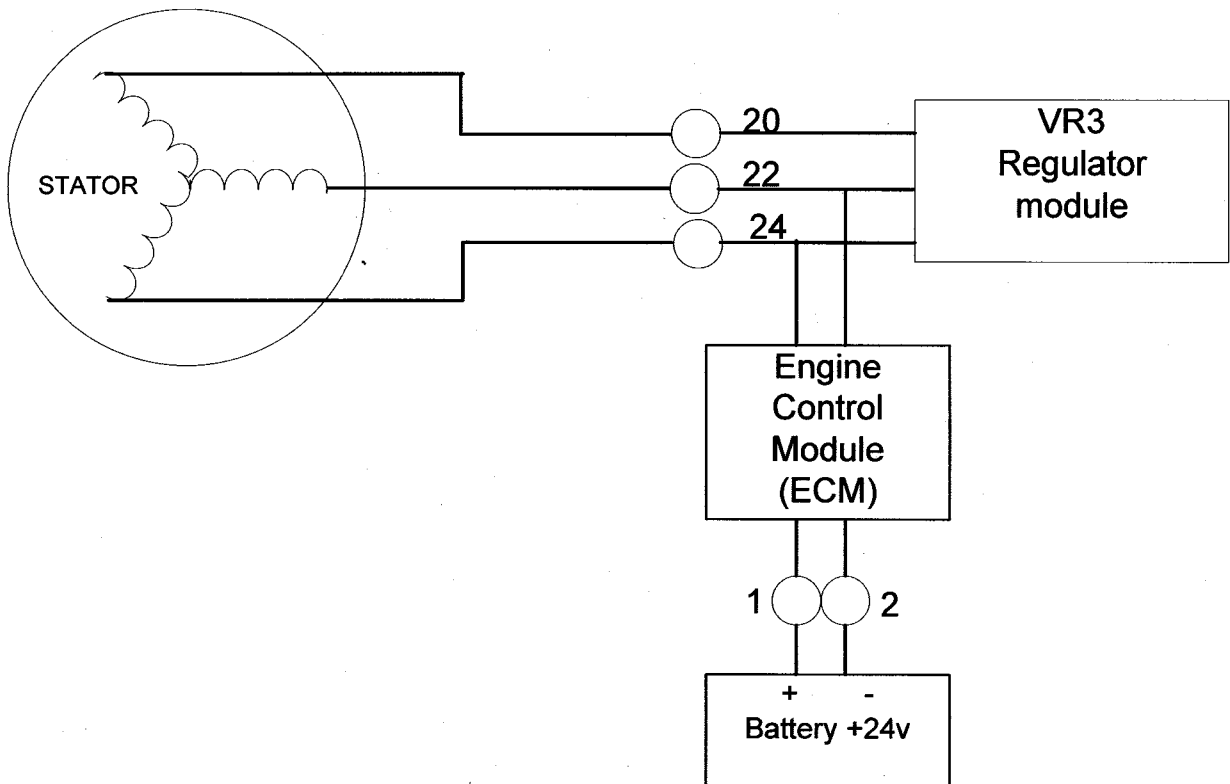 STATOR
20
22
24
VR3
Regulator
module
Engine
Control
Module
(ECM)
1
2
+ -
Battery +24v